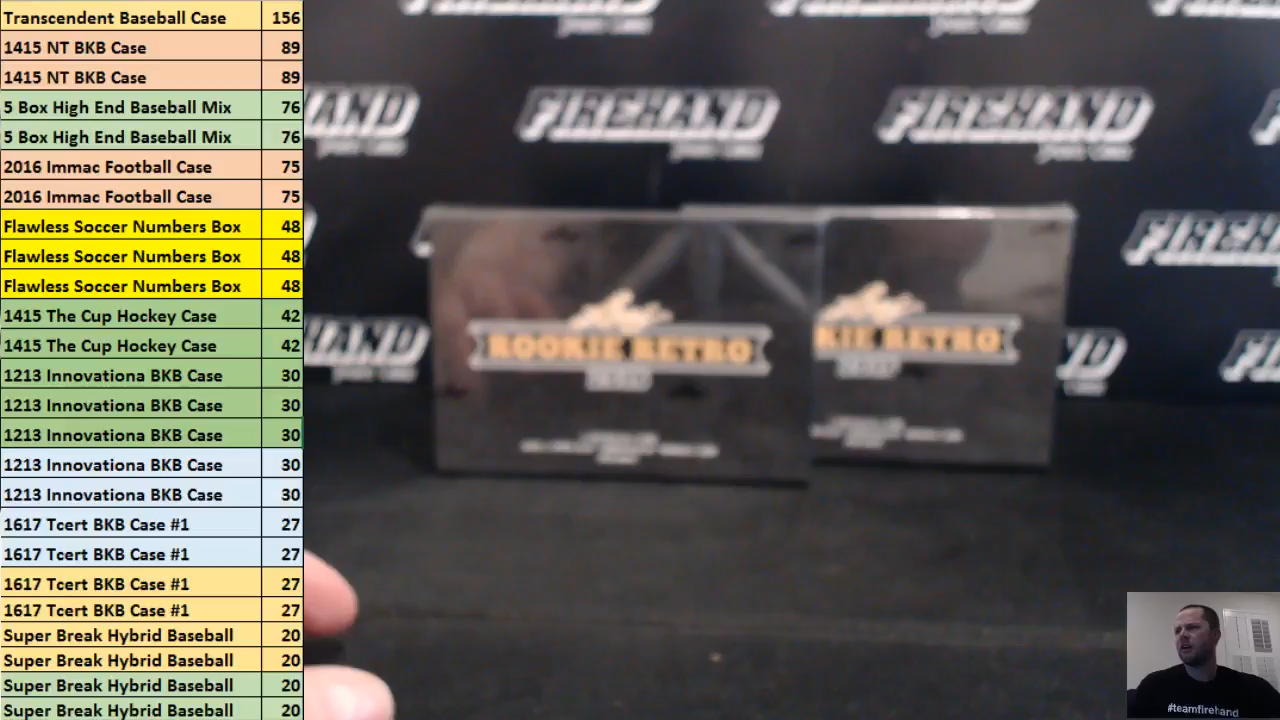 Transcendent Baseball Case 156
1415 NT BKB Case 89
1415 NT BKB Case 89
5 Box High End Baseball Mix 76
5 Box High End Baseball Mix 76
2016 Immac Football Case 75
2016 Immac Football Case 75
Flawless Soccer Numbers Box 48
Flawless Soccer Numbers Box 48
Flawless Soccer Numbers Box 48
1415 The Cup Hockey Case 42
1415 The Cup Hockey Case 42
1213 Innovationa BKB Case 30
1213 Innovationa BKB Case 30
1213 Innovationa BKB Case 30
1213 Innovationa BKB Case 30
1213 Innovationa BKB Case 30
1617 Tcert BKB Case #1 27
1617 Tcert BKB Case #1 27
1617 Tcert BKB Case #1 27
1617 Tcert BKB Case #1 27
Super Break Hybrid Baseball 20
Super Break Hybrid Baseball 20
Super Break Hybrid Baseball 20
Super Break Hybrid Baseball 20
FIREHAND
FIREHAND
FIREHAND
FIREHAND
HAND
Leaf
ROOKIE RETRO
KIE RETRO
#teamfirehand